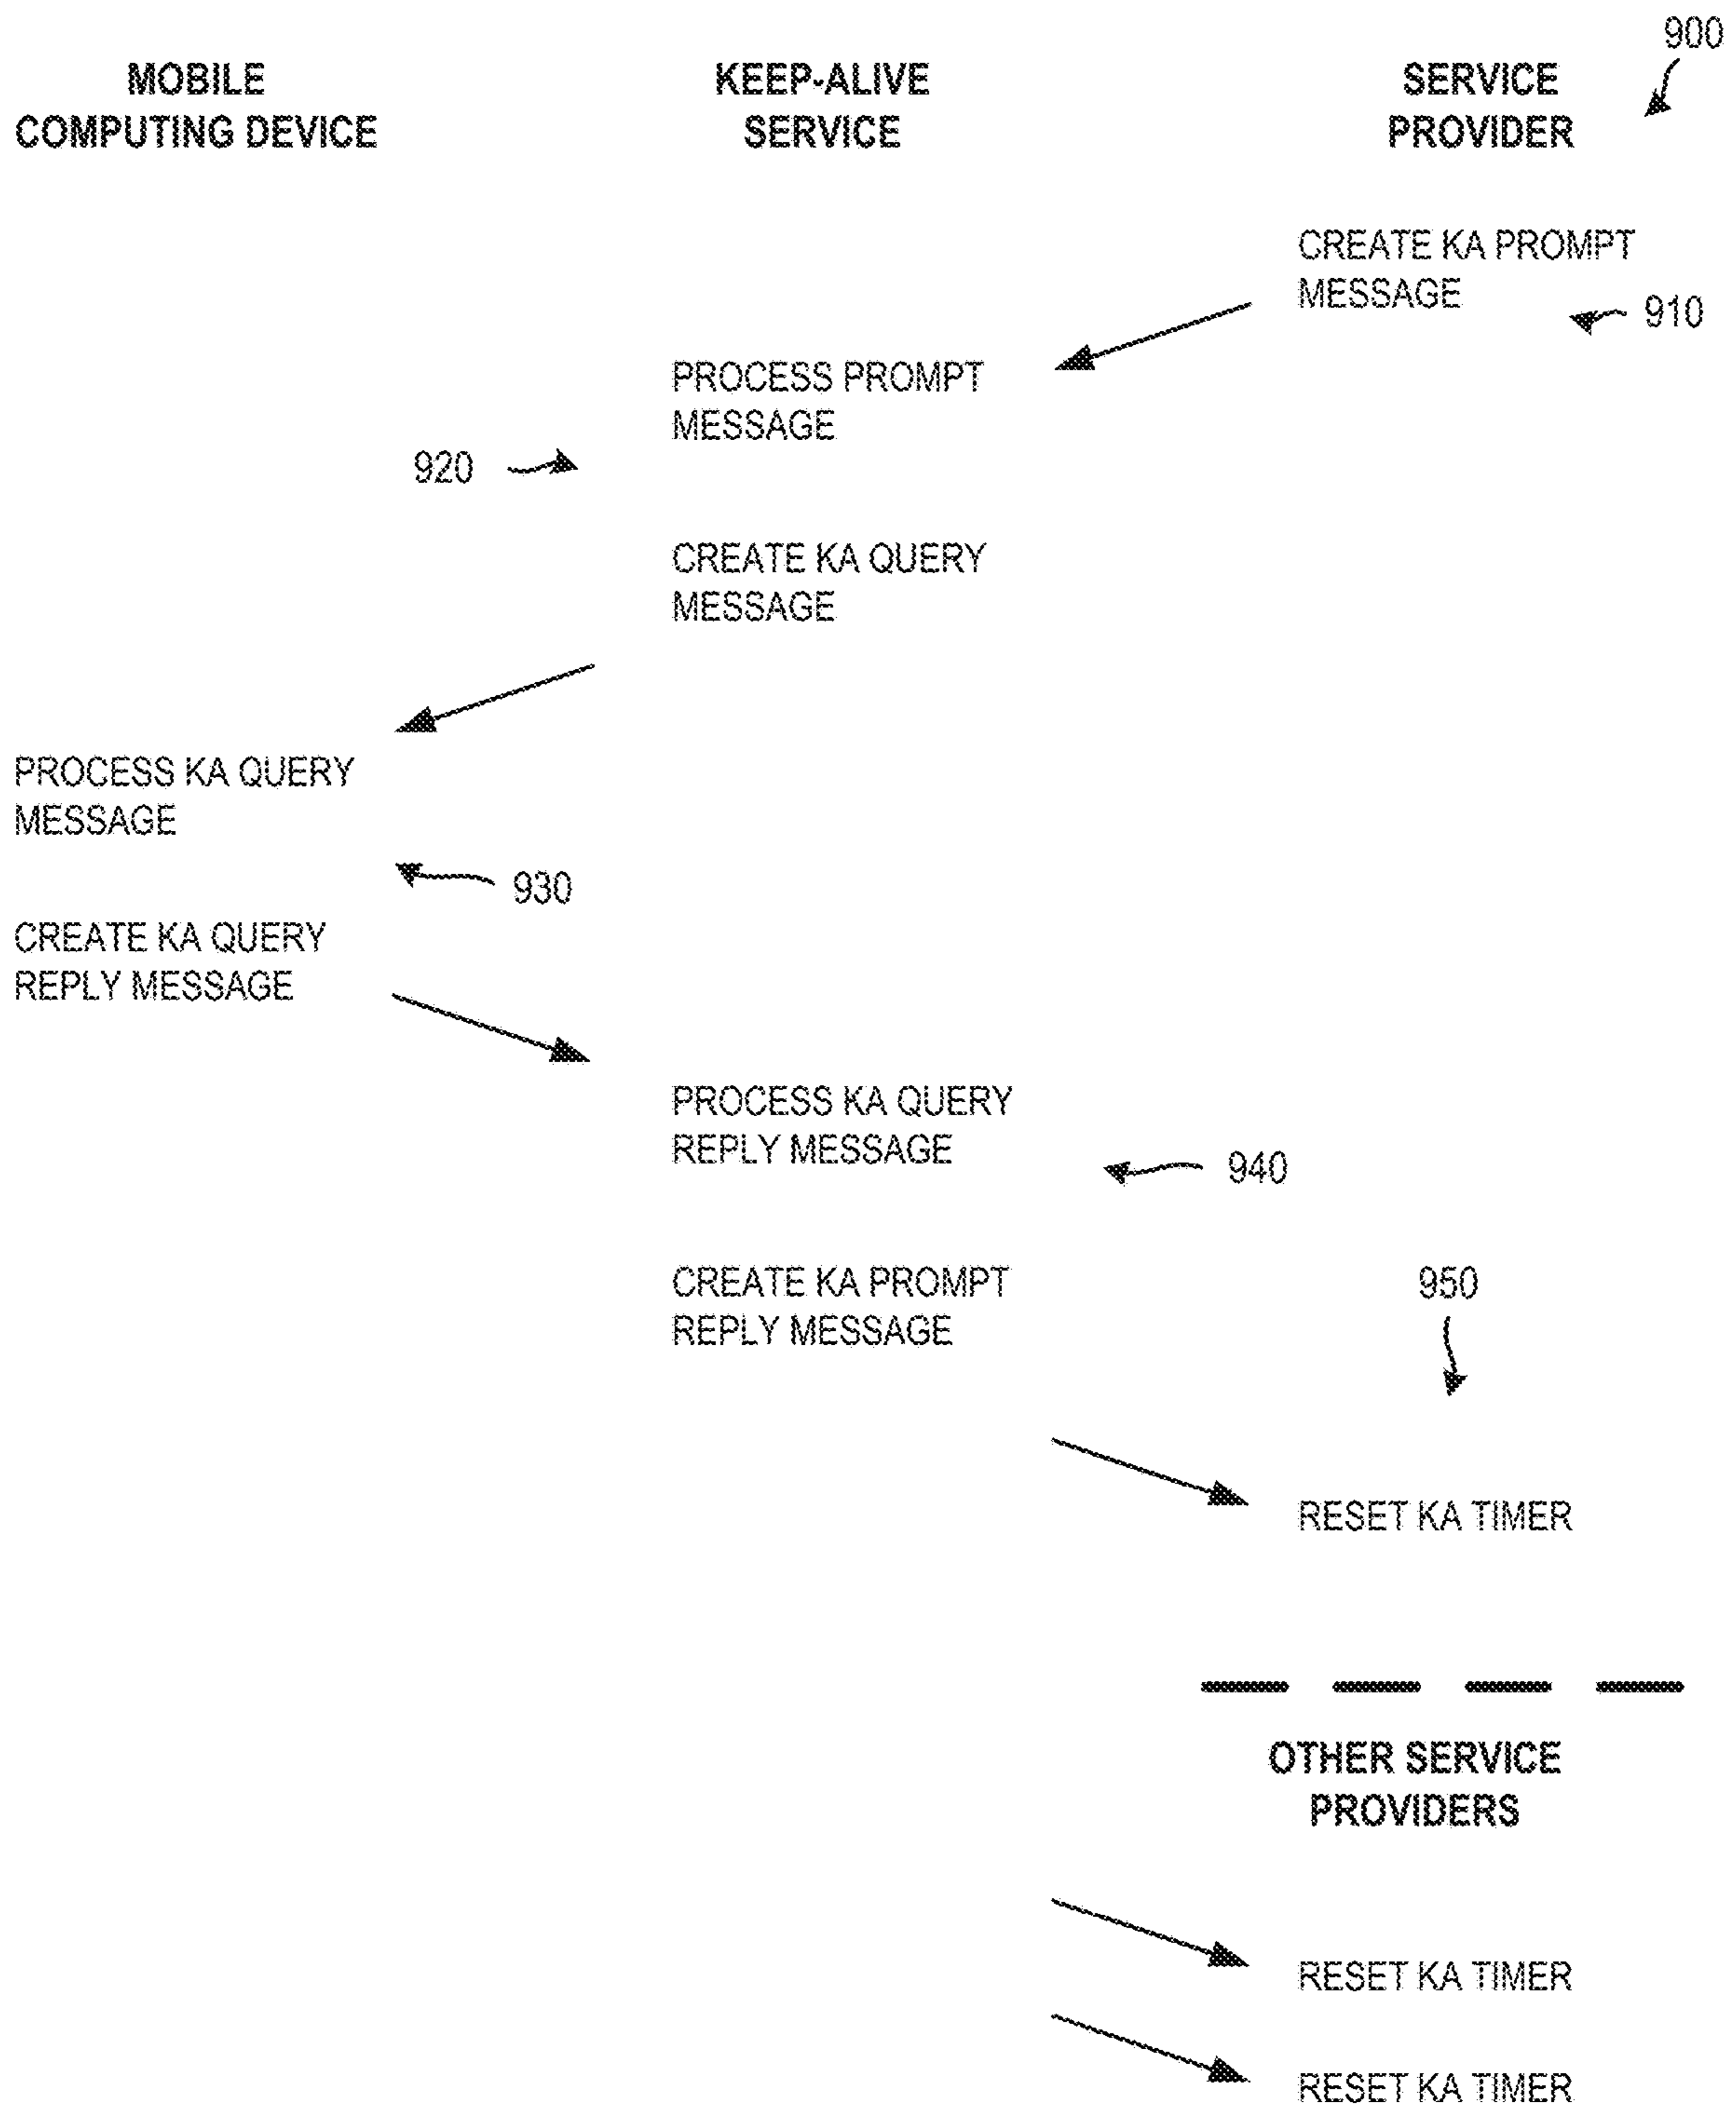 900
MOBILE
COMPUTING DEVICE
KEEP-ALIVE
SERVICE
SERVICE
PROVIDER
CREATE KA PROMPT
MESSAGE
910
PROCESS PROMPT
MESSAGE
920
CREATE KA QUERY
MESSAGE
PROCESS KA QUERY
MESSAGE
930
CREATE KA QUERY
REPLY MESSAGE
PROCESS KA QUERY
REPLY MESSAGE
940
CREATE KA PROMPT
REPLY MESSAGE
950
RESET KA TIMER
OTHER SERVICE
PROVIDERS
RESET KA TIMER
RESET KA TIMER